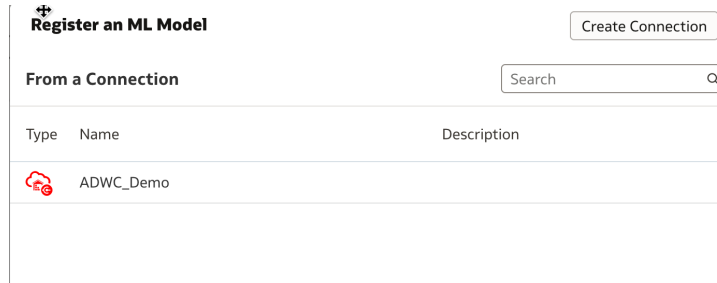 Register an ML Model
Create Connection
From a Connection
Search
Type Name Description
ADWC_Demo